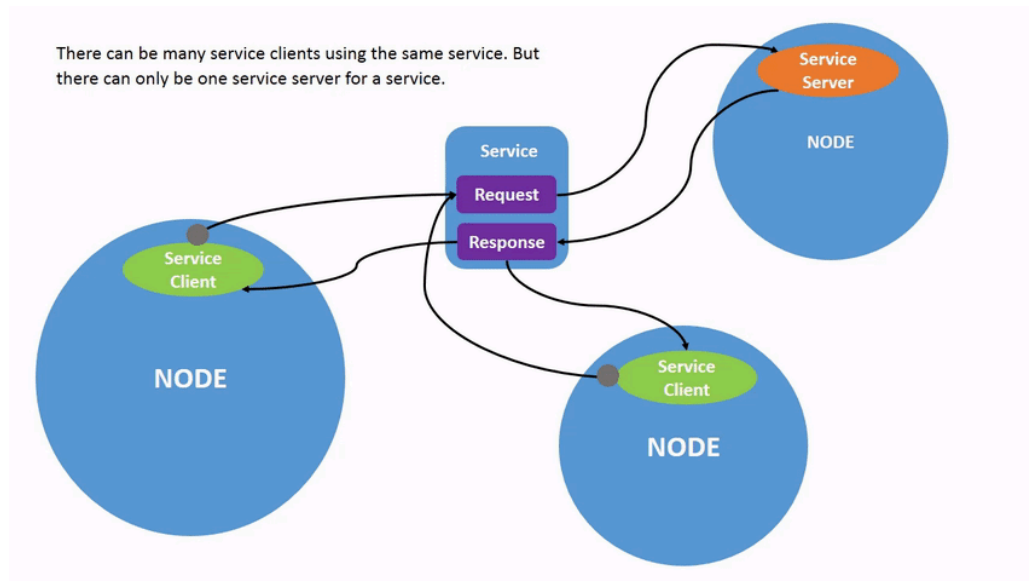 There can be many service clients using the same service. But
there can only be one service server for a service.
Service
Server
NODE
Service
Request
Response
Service
Client
NODE
Service
Client
NODE